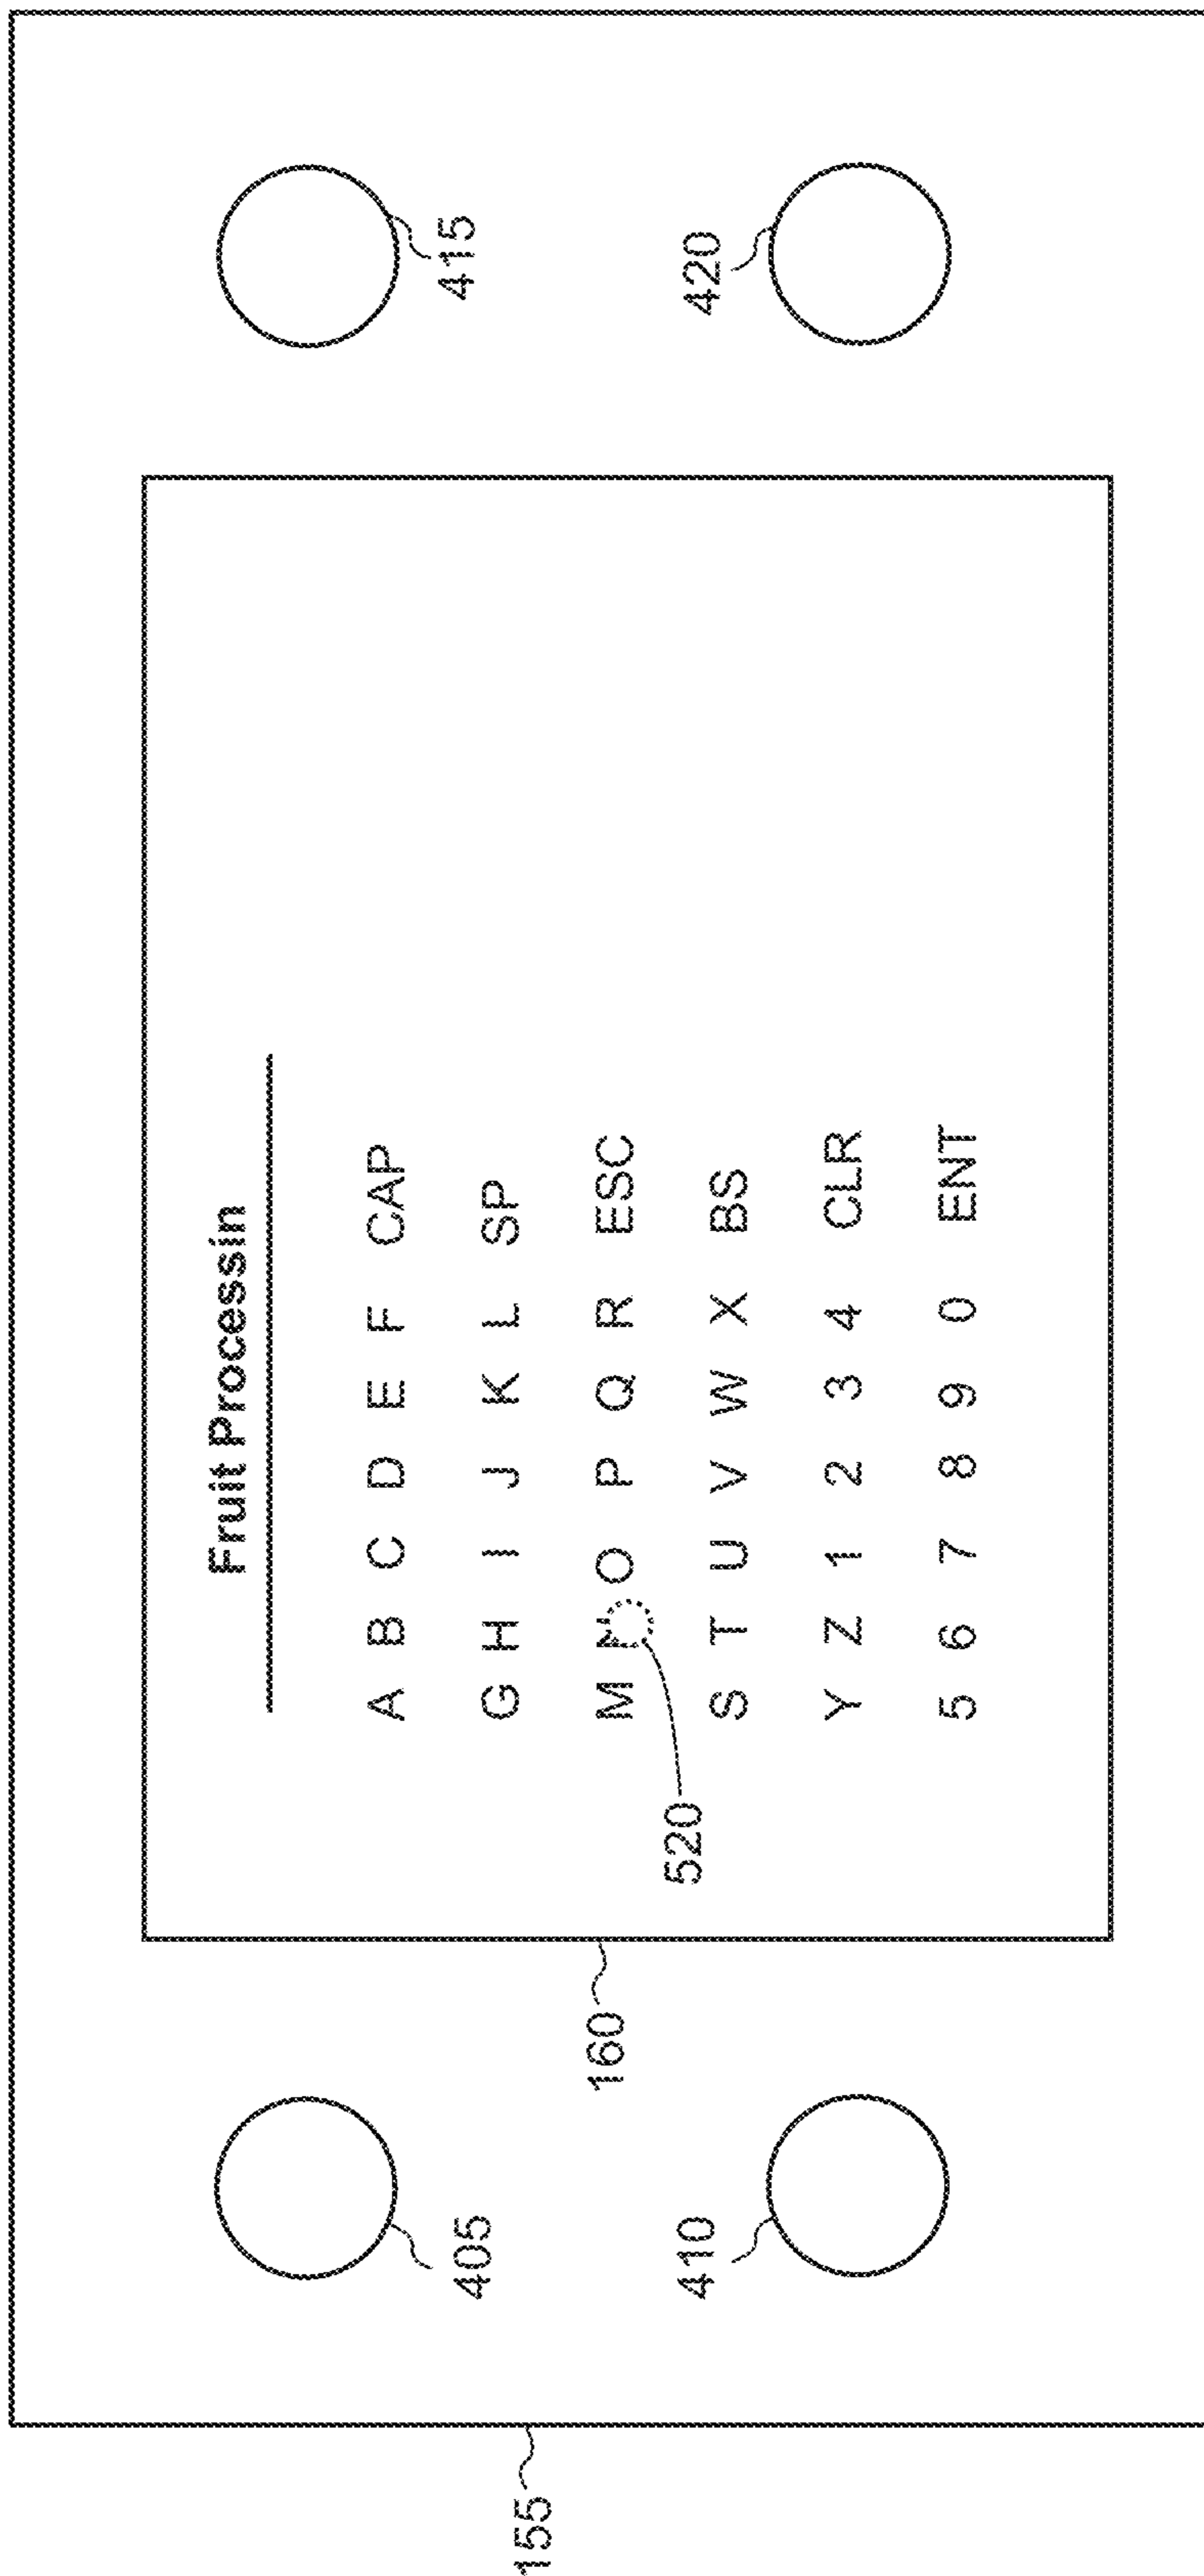 Fruit Processin
A B C D E F CAP
G H I J K L SP
M N O P Q R ESC
S T U V W X BS
Y Z 1 2 3 4 CLR
5 6 7 8 9 0 ENT
520
405
410
415
420
160
155